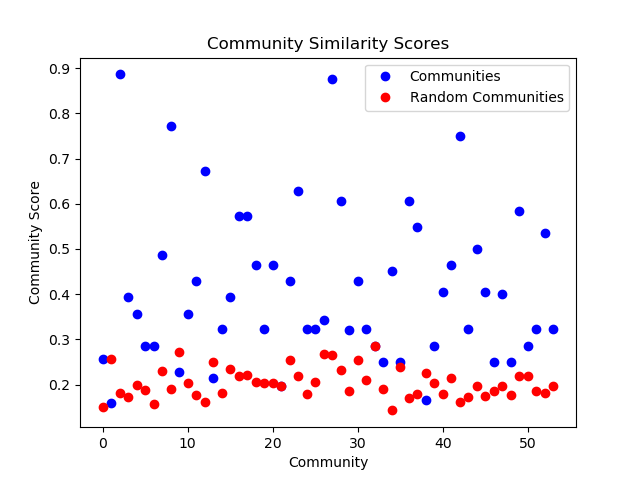 Community Similarity Scores
Communities
Random Communities
0.9
0.8
0.7
0.6
0.5
0.4
0.3
0.2
Community Score
0 10 20 30 40 50
Community